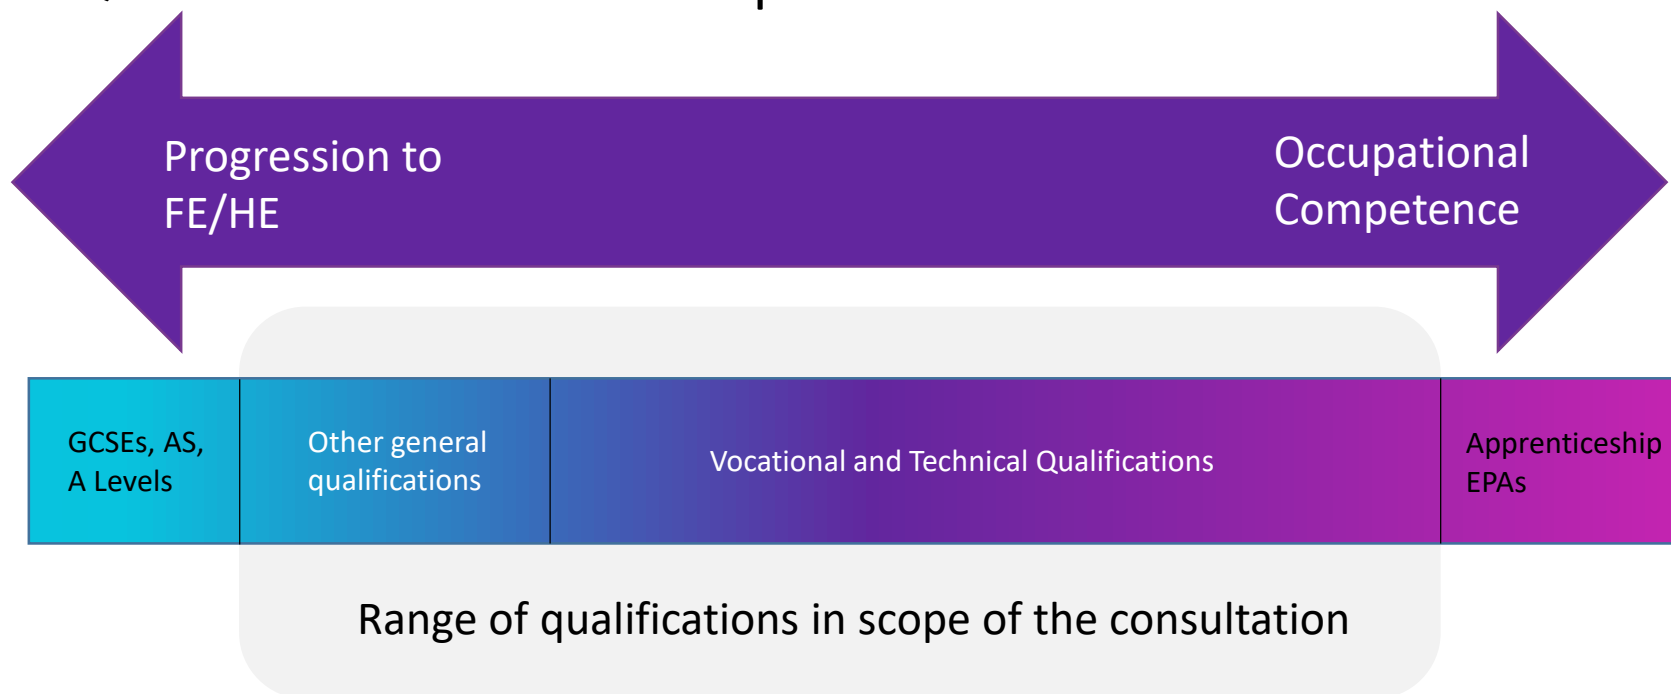 Progression to
FE/HE
Occupational
Competence
GCSEs, AS,
A Levels
Other general
qualifications
Vocational and Technical Qualifications
Apprenticeship
EPAs
Range of qualifications in scope of the consultation